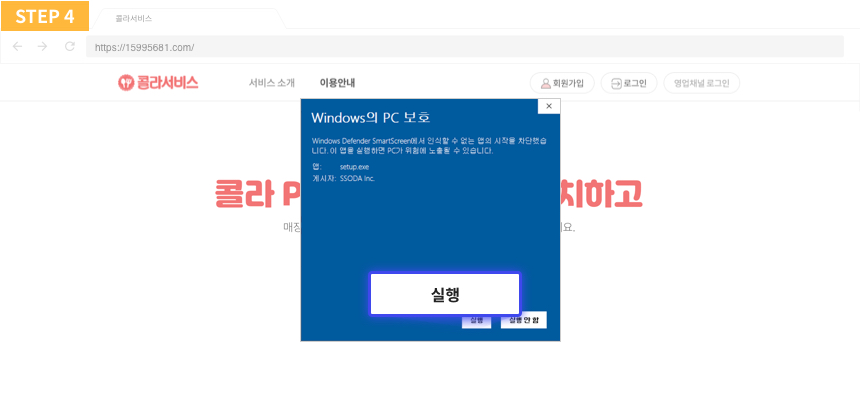 STEP 4
콜라서비스
https://15995681.com/
콜라서비스
서비스 소개
이용안내
회원가입
로그인
영업채널 로그인
Windows의 PC 보호
Windows Defender SmartScreen에서 인식할 수 없는 앱의 시작을 차단했습
니다. 이 앱을 실행하면 PC가 위험에 노출될 수 있습니다.
앱: setup.exe
게시자: SSODA Inc.
콜라 P 치하고
매장
요.
실행
실행
실행 안 함